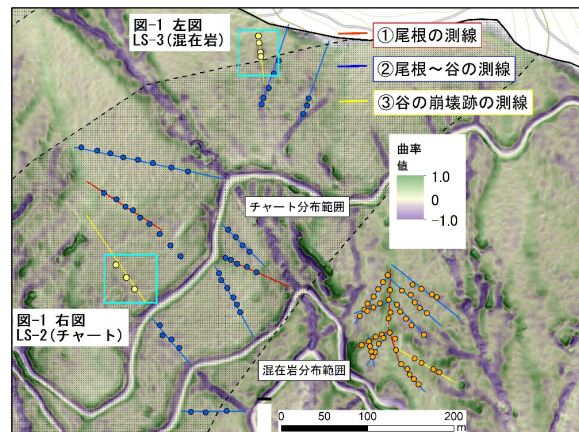 図-1 左図
LS-3(混在岩)
①尾根の測線
②尾根～谷の測線
③谷の崩壊跡の測線
曲率
値
1.0
0
-1.0
チャート分布範囲
図-1 右図
LS-2(チャート)
混在岩分布範囲
0 50 100 200
m